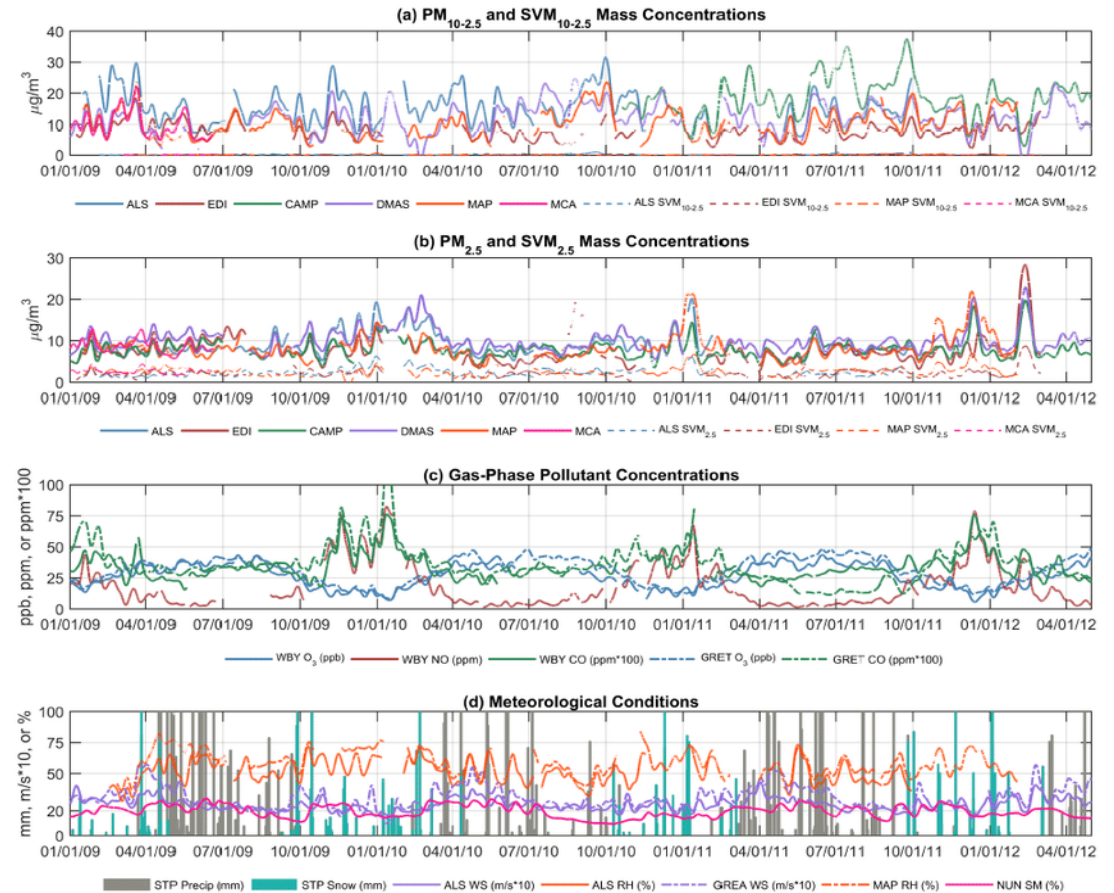 (a) PM10-2.5 and SVM10-2.5 Mass Concentrations
μg/m3
40
30
20
10
0
01/01/09 04/01/09 07/01/09 10/01/09 01/01/10 04/01/10 07/01/10 10/01/10 01/01/11 04/01/11 07/01/11 10/01/11 01/01/12 04/01/12
ALS EDI CAMP DMAS MAP MCA ALS SVM10-2.5 EDI SVM10-2.5 MAP SVM10-2.5 MCA SVM10-2.5
(b) PM2.5 and SVM2.5 Mass Concentrations
μg/m3
30
20
10
0
01/01/09 04/01/09 07/01/09 10/01/09 01/01/10 04/01/10 07/01/10 10/01/10 01/01/11 04/01/11 07/01/11 10/01/11 01/01/12 04/01/12
ALS EDI CAMP DMAS MAP MCA ALS SVM2.5 EDI SVM2.5 MAP SVM2.5 MCA SVM2.5
(c) Gas-Phase Pollutant Concentrations
ppb, ppm, or ppm*100
100
75
50
25
0
01/01/09 04/01/09 07/01/09 10/01/09 01/01/10 04/01/10 07/01/10 10/01/10 01/01/11 04/01/11 07/01/11 10/01/11 01/01/12 04/01/12
WBY O3 (ppb) WBY NO (ppm) WBY CO (ppm*100) GRET O3 (ppb) GRET CO (ppm*100)
(d) Meteorological Conditions
mm, m/s*10, or %
100
75
50
20
0
01/01/09 04/01/09 07/01/09 10/01/09 01/01/10 04/01/10 07/01/10 10/01/10 01/01/11 04/01/11 07/01/11 10/01/11 01/01/12 04/01/12
STP Precip (mm) STP Snow (mm) ALS WS (m/s*10) ALS RH (%) GREA WS (m/s*10) MAP RH (%) NUN SM (%)